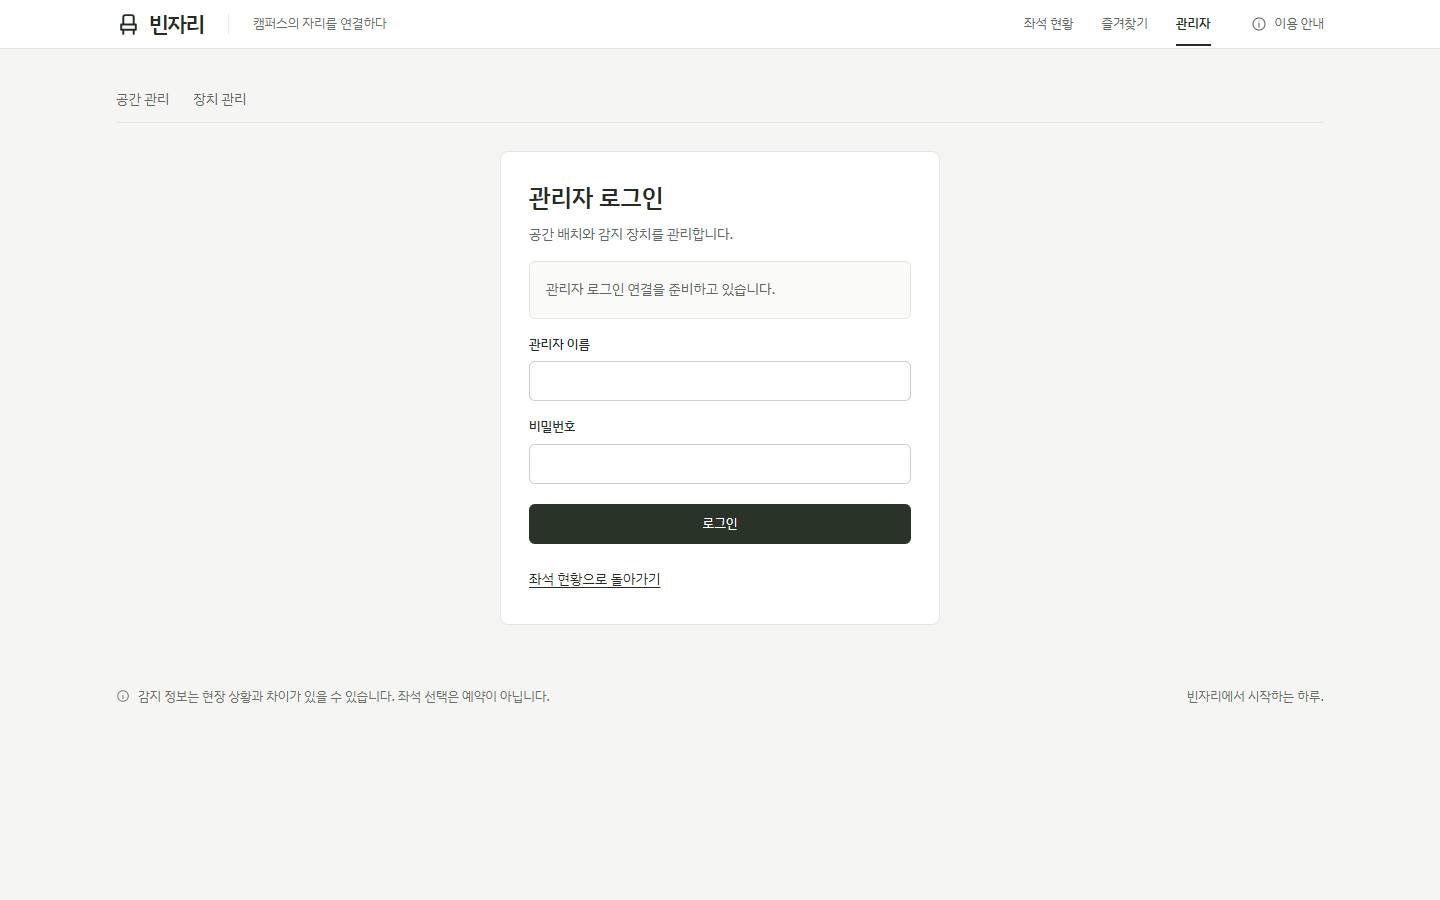 빈자리
캠퍼스의 자리를 연결하다
좌석 현황
즐겨찾기
관리자
이용 안내
공간 관리
장치 관리
관리자 로그인
공간 배치와 감지 장치를 관리합니다.
관리자 로그인 연결을 준비하고 있습니다.
관리자 이름
비밀번호
로그인
좌석 현황으로 돌아가기
감지 정보는 현장 상황과 차이가 있을 수 있습니다. 좌석 선택은 예약이 아닙니다.
빈자리에서 시작하는 하루.